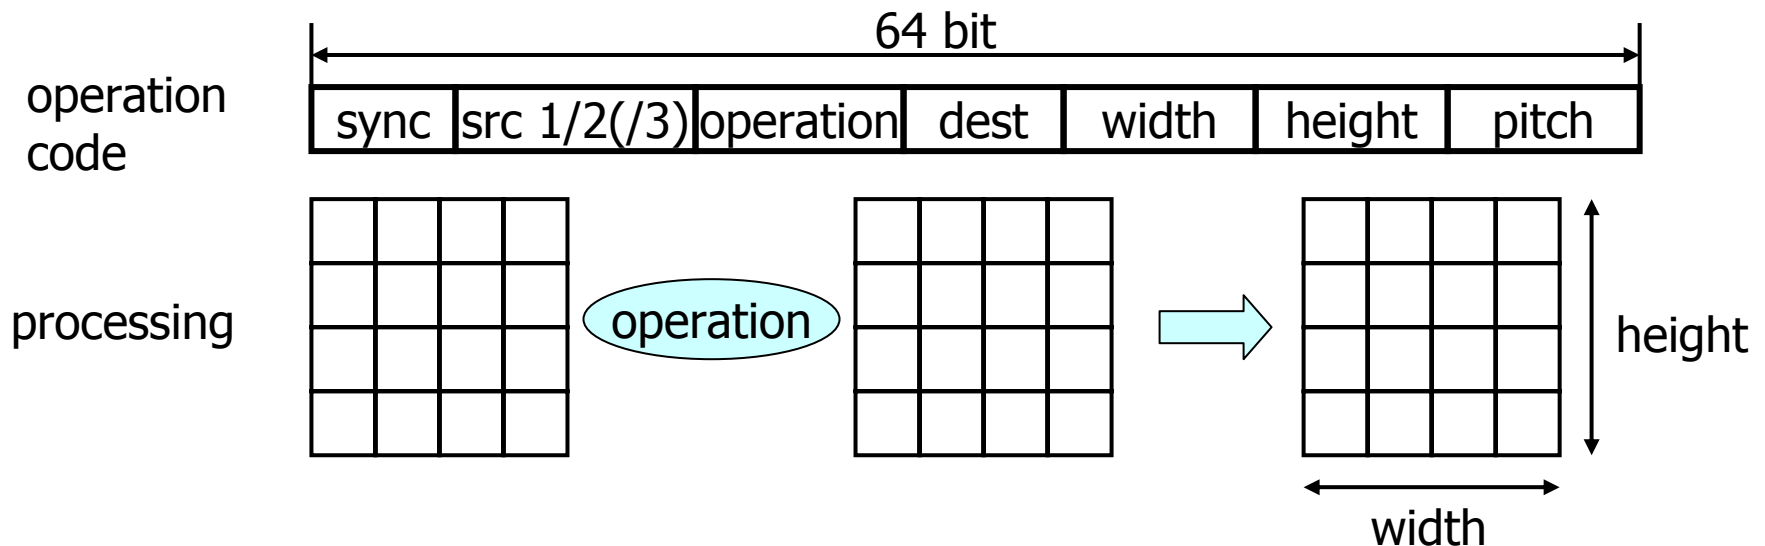 64 bit
operation
code
sync src 1/2(/3) operation dest width height pitch
processing
operation
height
width